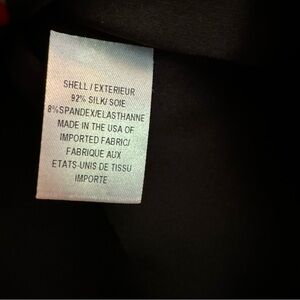 SHELL / EXTERIEUR
92% SILK/ SOIE
8%SPANDEX/ELASTHANNE
MADE IN THE USA OF
IMPORTED FABRIC/
FABRIQUE AUX
ETATS-UNIS DE TISSU
IMPORTE